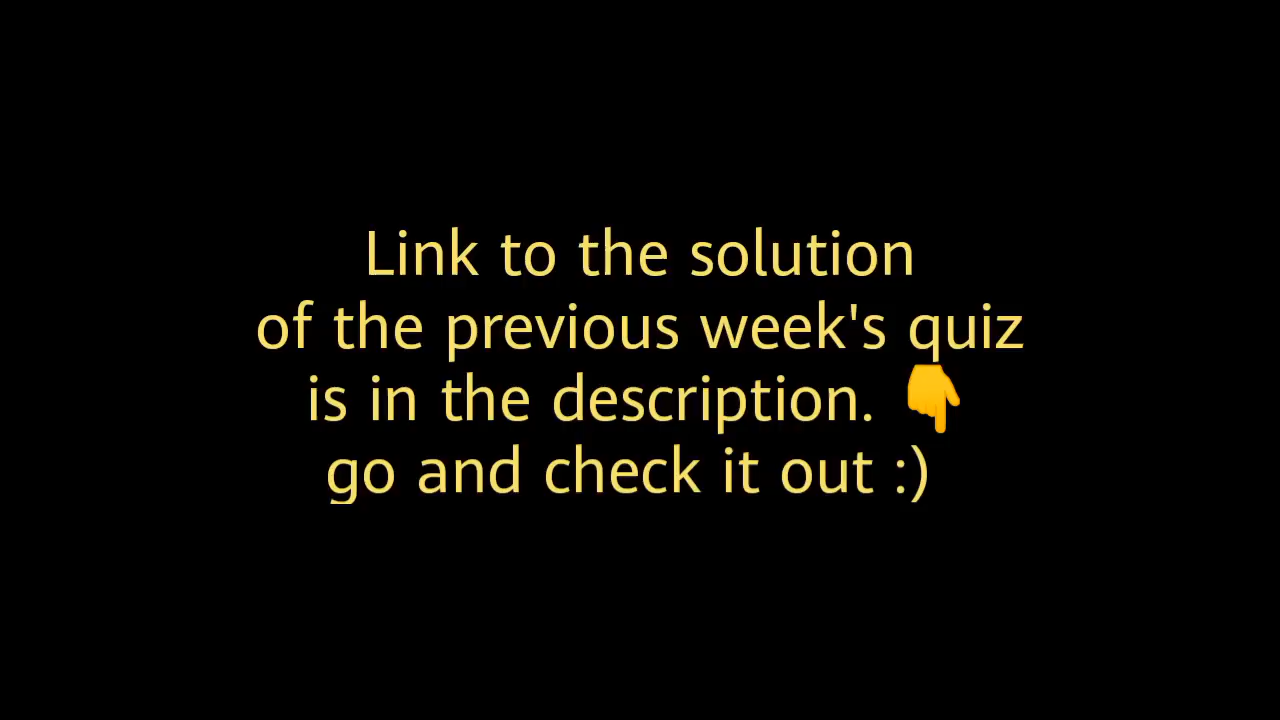 Link to the solution
of the previous week's quiz
is in the description. 👇
go and check it out :)